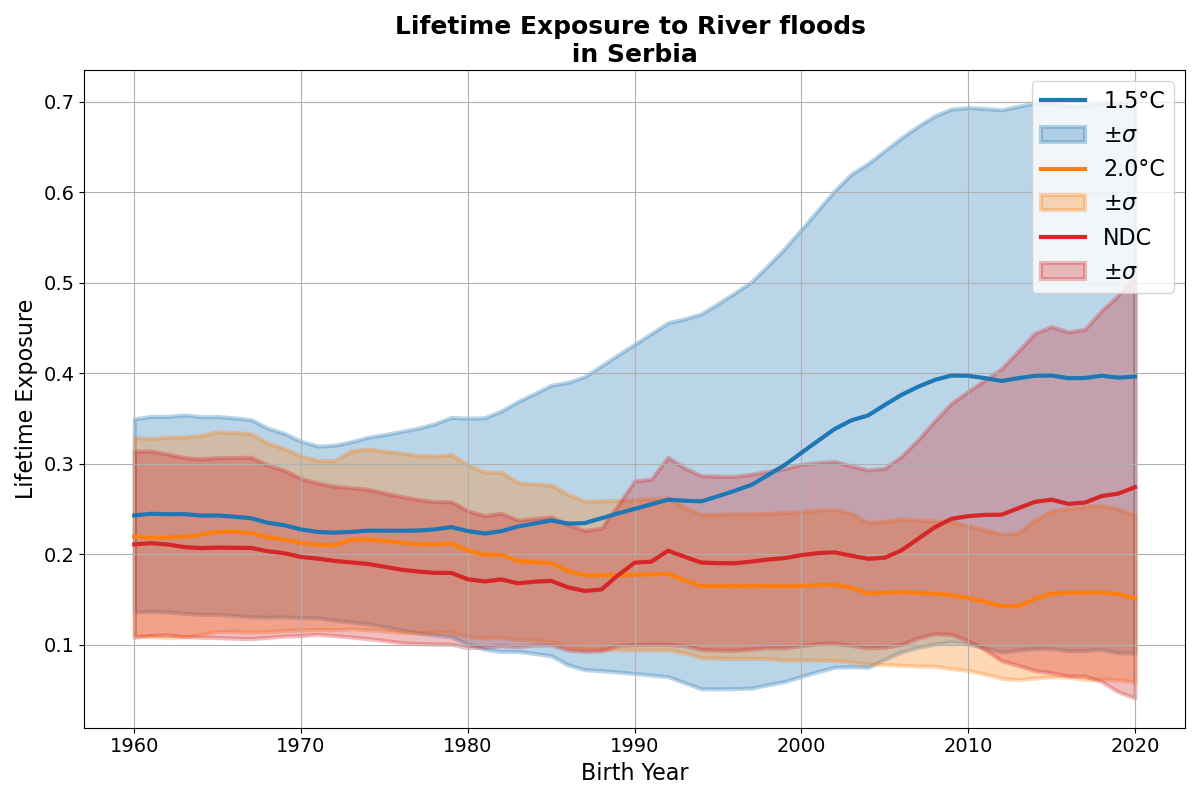 Lifetime Exposure to River floods
in Serbia
0.7
0.6
0.5
0.4
0.3
0.2
0.1
Lifetime Exposure
1.5°C
±σ
2.0°C
±σ
NDC
±σ
1960 1970 1980 1990 2000 2010 2020
Birth Year